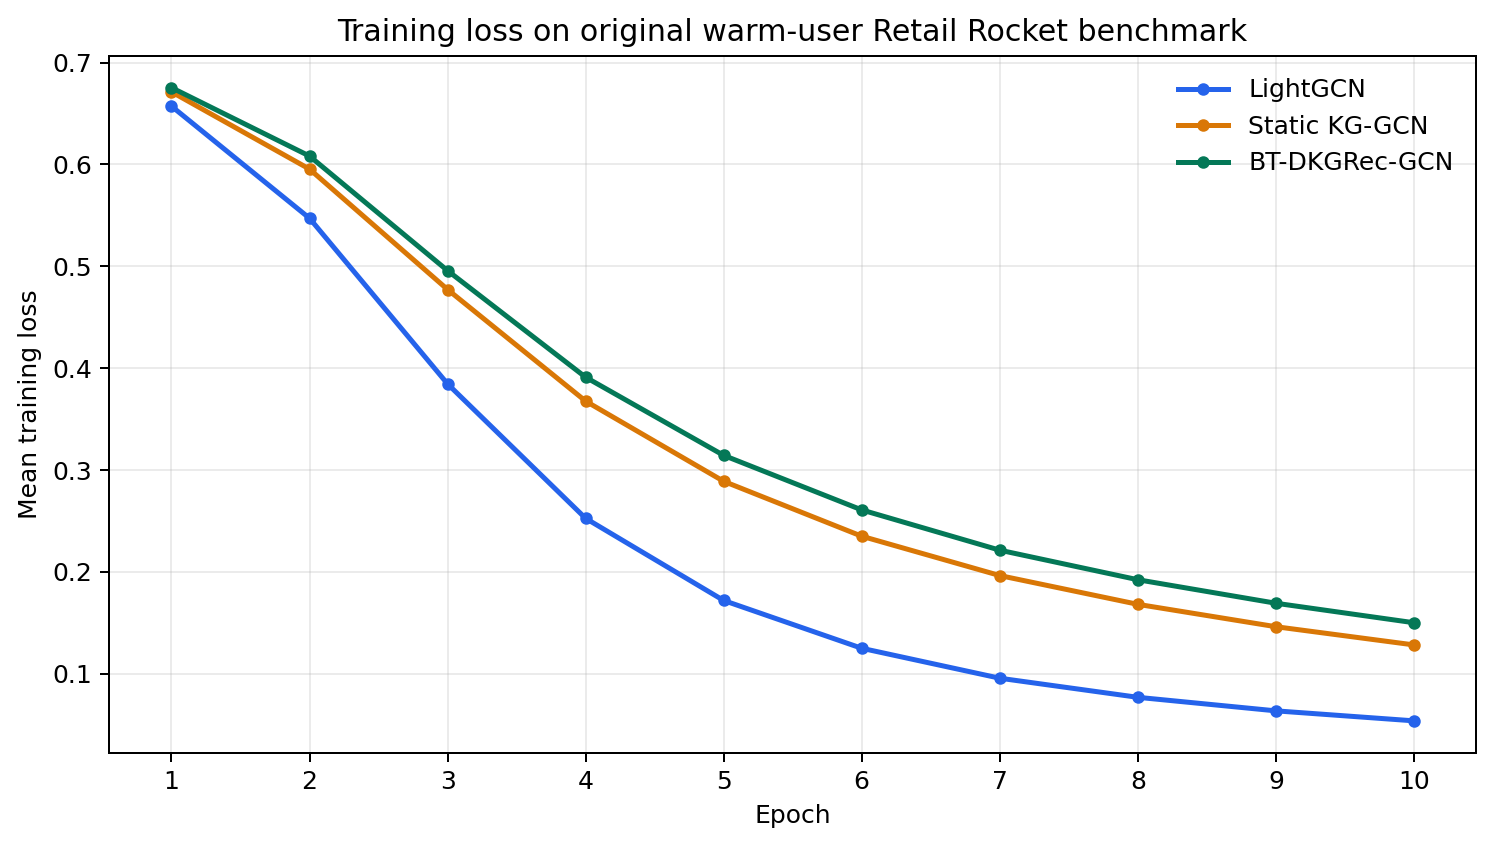 Training loss on original warm-user Retail Rocket benchmark
LightGCN
Static KG-GCN
BT-DKGRec-GCN
Mean training loss
0.7
0.6
0.5
0.4
0.3
0.2
0.1
1 2 3 4 5 6 7 8 9 10
Epoch